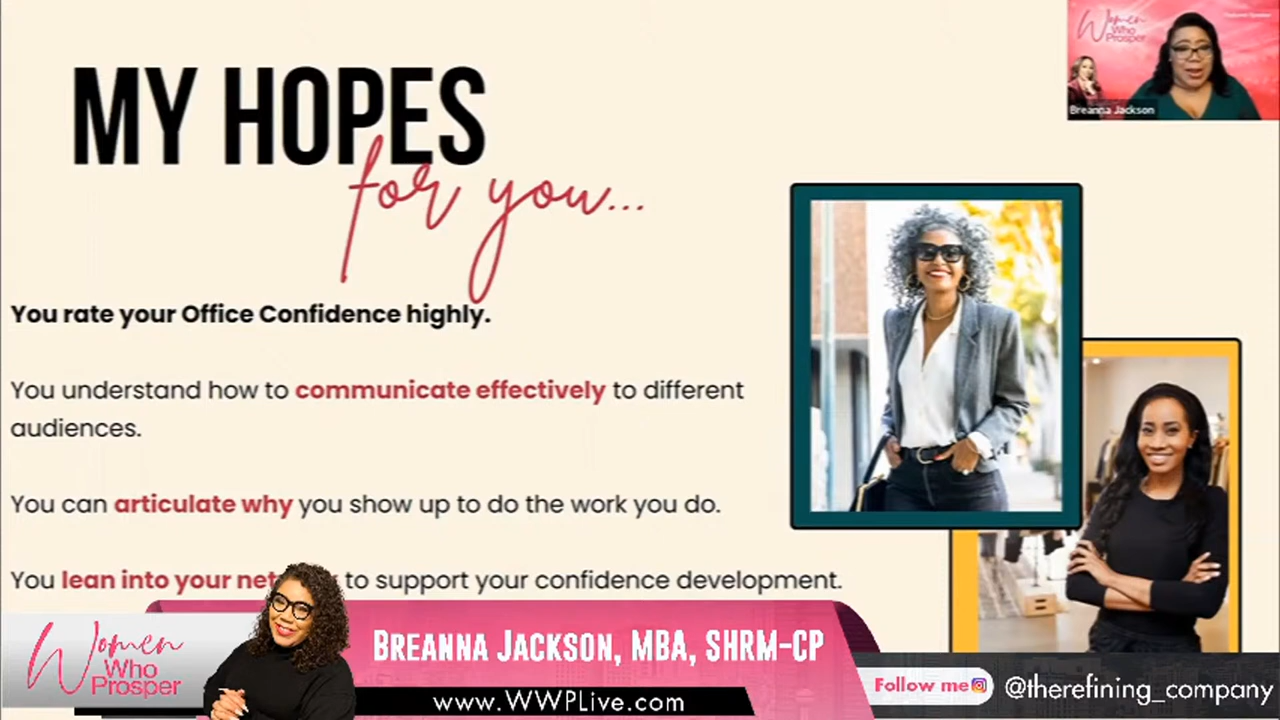 MY HOPES
for you...
You rate your Office Confidence highly.
You understand how to communicate effectively to different
audiences.
You can articulate why you show up to do the work you do.
You lean into your to support your confidence development.
Women
Who
Prosper
Breanna Jackson
Women
Who
Prosper
BREANNA JACKSON, MBA, SHRM-CP
www.WWPLive.com
Follow me
@therefining_company